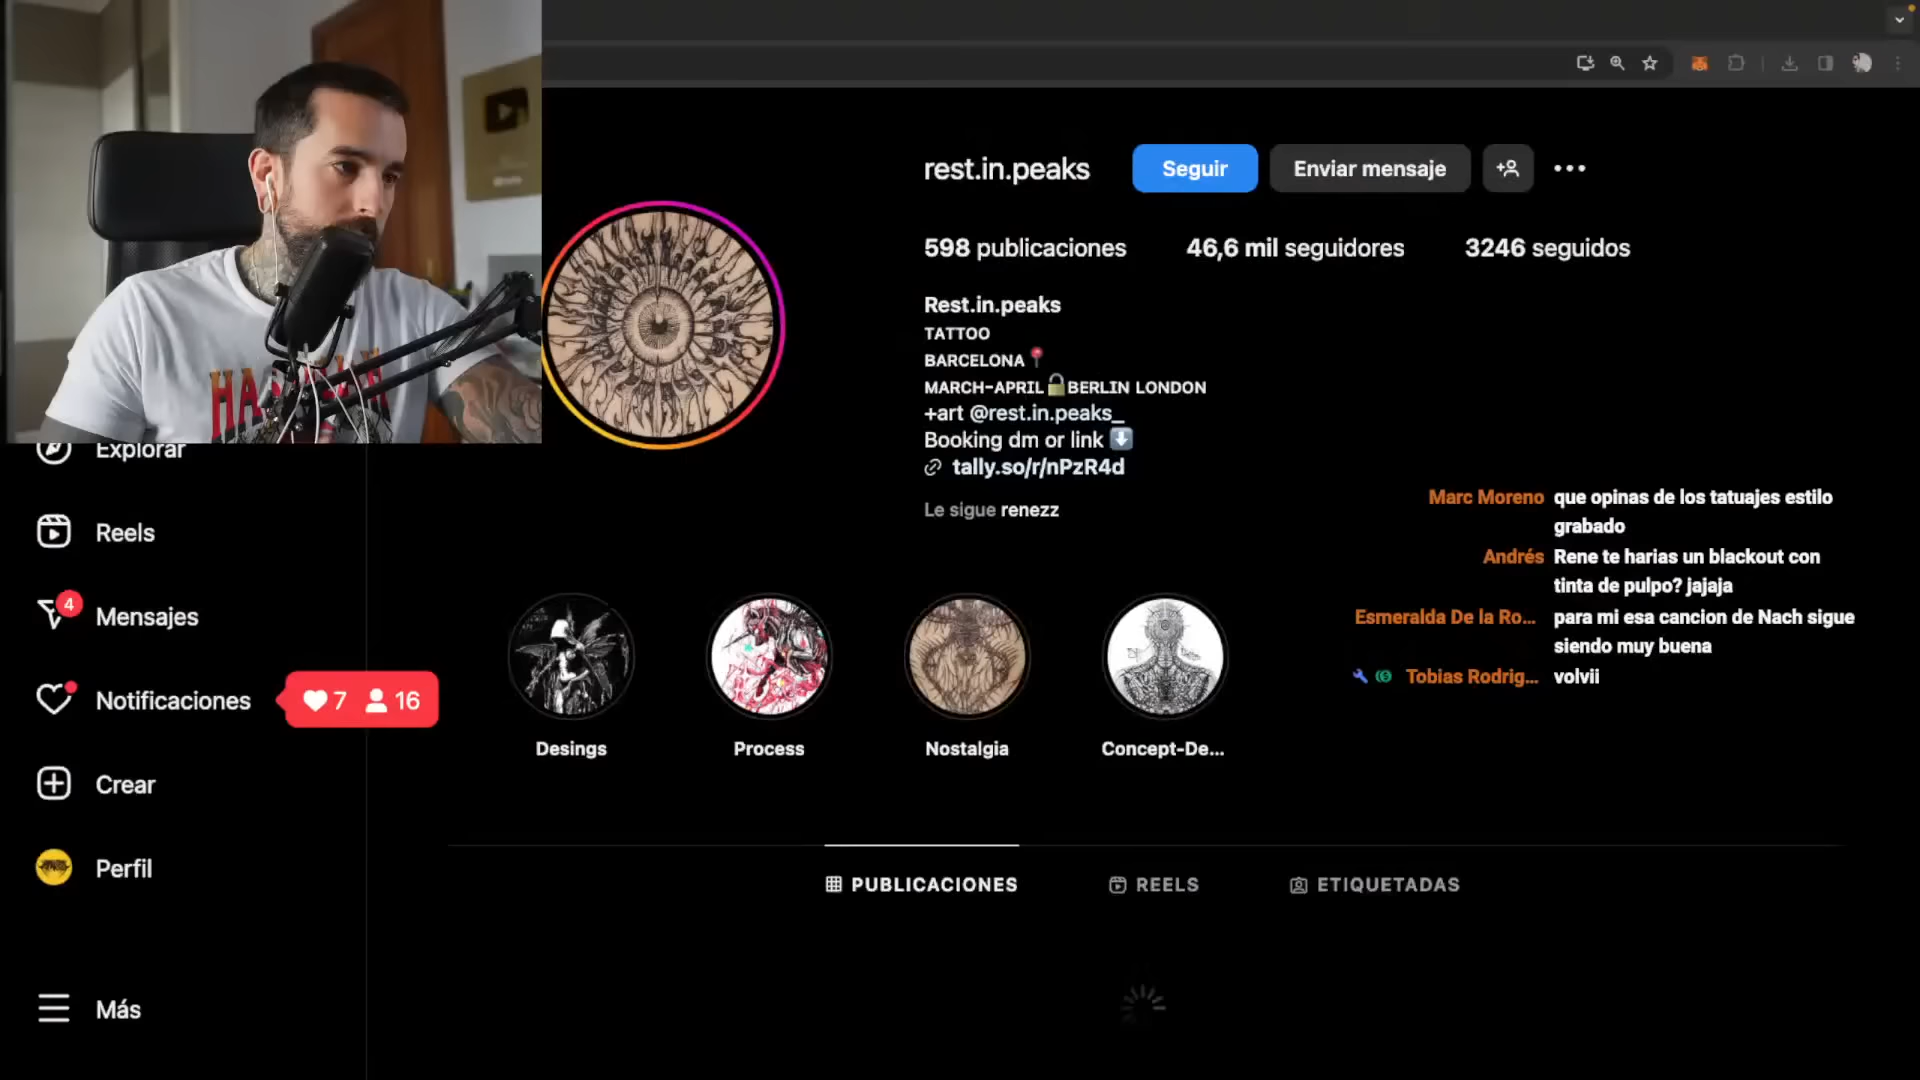 rest.in.peaks
Seguir
Enviar mensaje
598 publicaciones
46,6 mil seguidores
3246 seguidos
Rest.in.peaks
TATTOO
BARCELONA
MARCH-APRIL BERLIN LONDON
+art @rest.in.peaks_
Booking dm or link
tally.so/r/nPzR4d
Le sigue renezz
Explorar
Reels
4
Mensajes
Notificaciones
7 16
Crear
Perfil
Más
Marc Moreno que opinas de los tatuajes estilo
grabado
Andrés Rene te harias un blackout con
tinta de pulpo? jajaja
Esmeralda De la Ro... para mi esa cancion de Nach sigue
siendo muy buena
Tobias Rodrig... volvii
Desings
Process
Nostalgia
Concept-De...
PUBLICACIONES
REELS
ETIQUETADAS